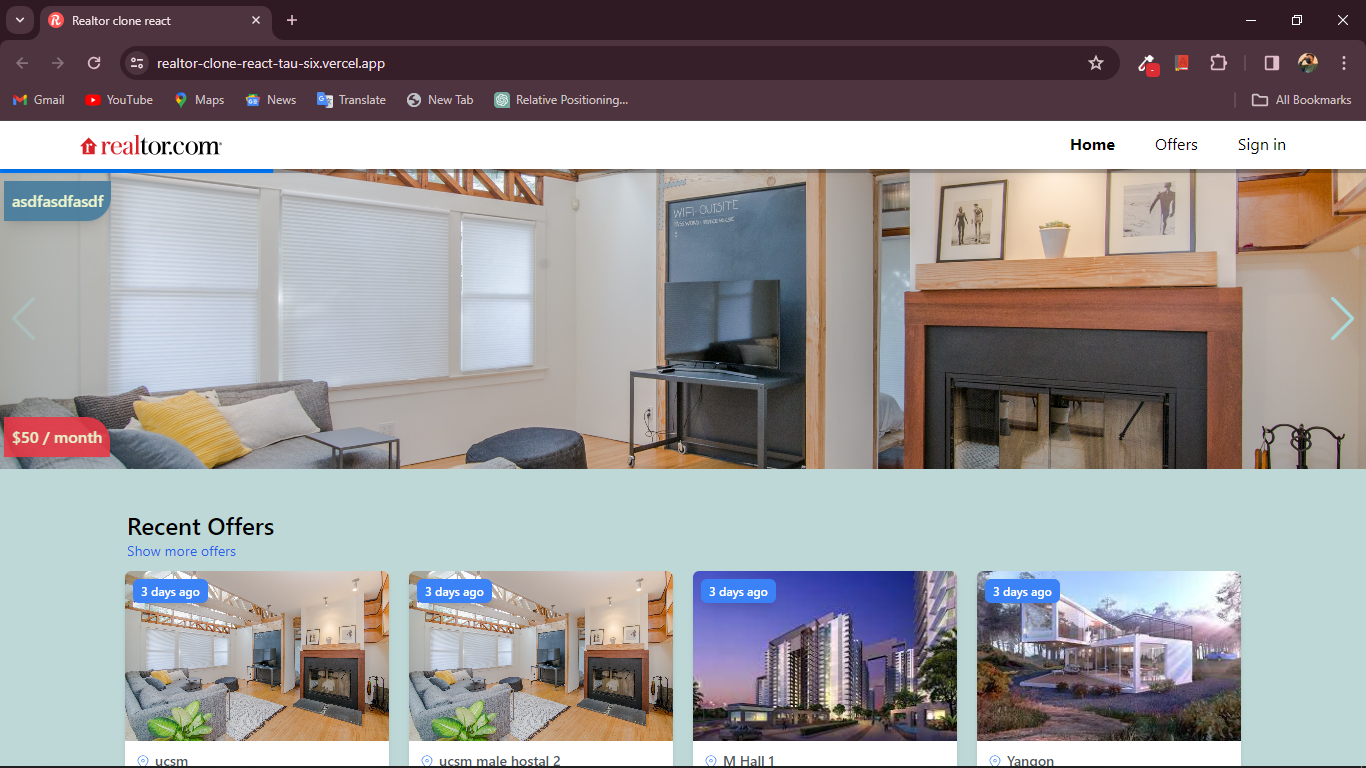 Realtor clone react
realtor-clone-react-tau-six.vercel.app
Gmail YouTube Maps News Translate New Tab Relative Positioning... All Bookmarks
realtor.com
Home Offers Sign in
asdfasdfasdf
WIFI-OUTSITE
$50 / month
Recent Offers
Show more offers
3 days ago 3 days ago 3 days ago 3 days ago
ucsm ucsm male hostal 2 M Hall 1 Yangon